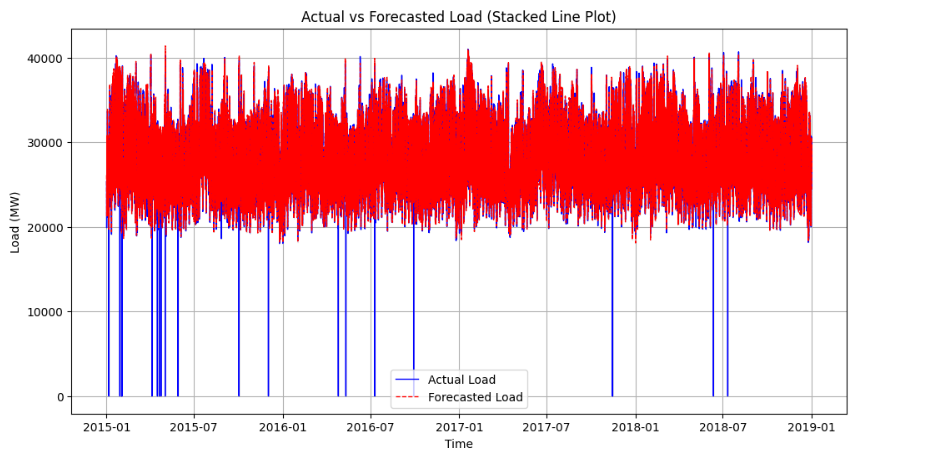 Actual vs Forecasted Load (Stacked Line Plot)
40000
30000
20000
10000
0
Load (MW)
Actual Load
Forecasted Load
2015-01 2015-07 2016-01 2016-07 2017-01 2017-07 2018-01 2018-07 2019-01
Time